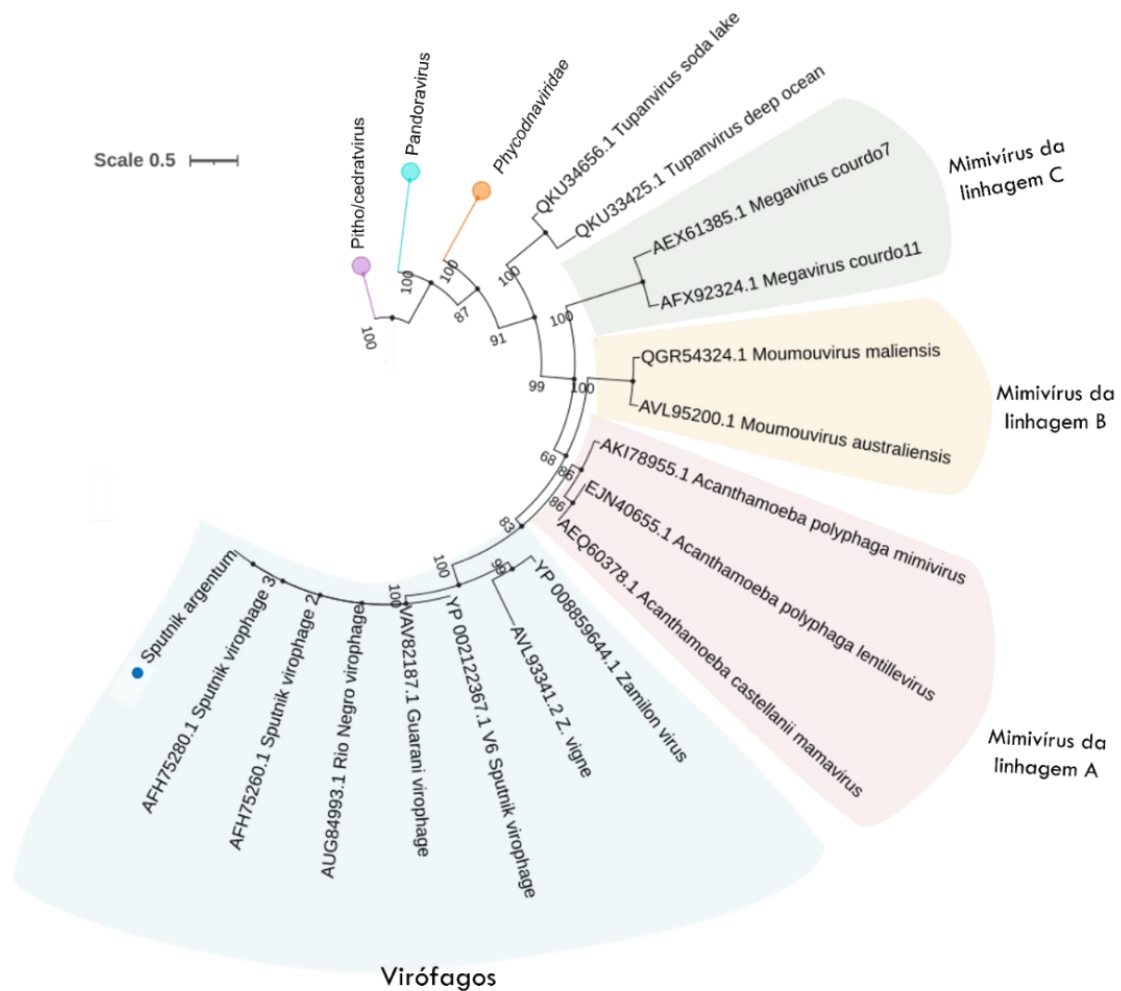 Scale 0.5
Pitho/cedratvirus
Pandoravirus
Phycodnaviridae
QKU34656.1 Tupanvirus soda lake
QKU33425.1 Tupanvirus deep ocean
AEX61385.1 Megavirus courdo7
AFX92324.1 Megavirus courdo11
Mimivírus da
linhagem C
QGR54324.1 Moumouvirus maliensis
AVL95200.1 Moumouvirus australiensis
Mimivírus da
linhagem B
AKI78955.1 Acanthamoeba polyphaga mimivirus
EJN40655.1 Acanthamoeba polyphaga lentillevirus
AEQ60378.1 Acanthamoeba castellanii mamavirus
Mimivírus da
linhagem A
YP 008859644.1 Zamilon virus
AVL93341.2 Z. vigne
YP 002122367.1 V6 Sputnik virophage
VAV82187.1 Guarani virophage
AUG84993.1 Rio Negro virophage
AFH75260.1 Sputnik virophage 2
AFH75280.1 Sputnik virophage 3
Sputnik argentum
Virófagos
100
100
100
87
91
100
100
99
100
68
86
86
83
100
99
100